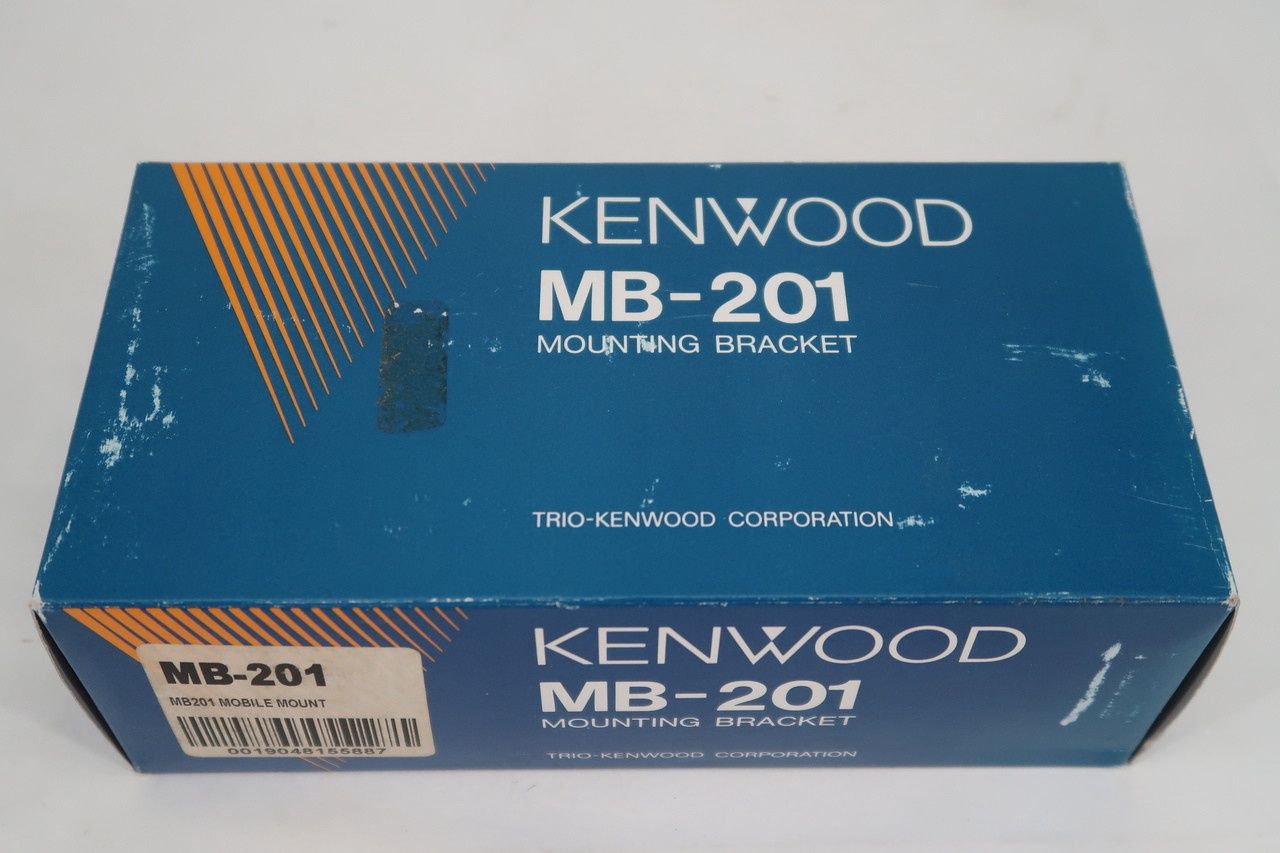 KENWOOD
MB-201
MOUNTING BRACKET
TRIO-KENWOOD CORPORATION
MB-201
MB201 MOBILE MOUNT
0019048155887
KENWOOD
MB-201
MOUNTING BRACKET
TRIO-KENWOOD CORPORATION